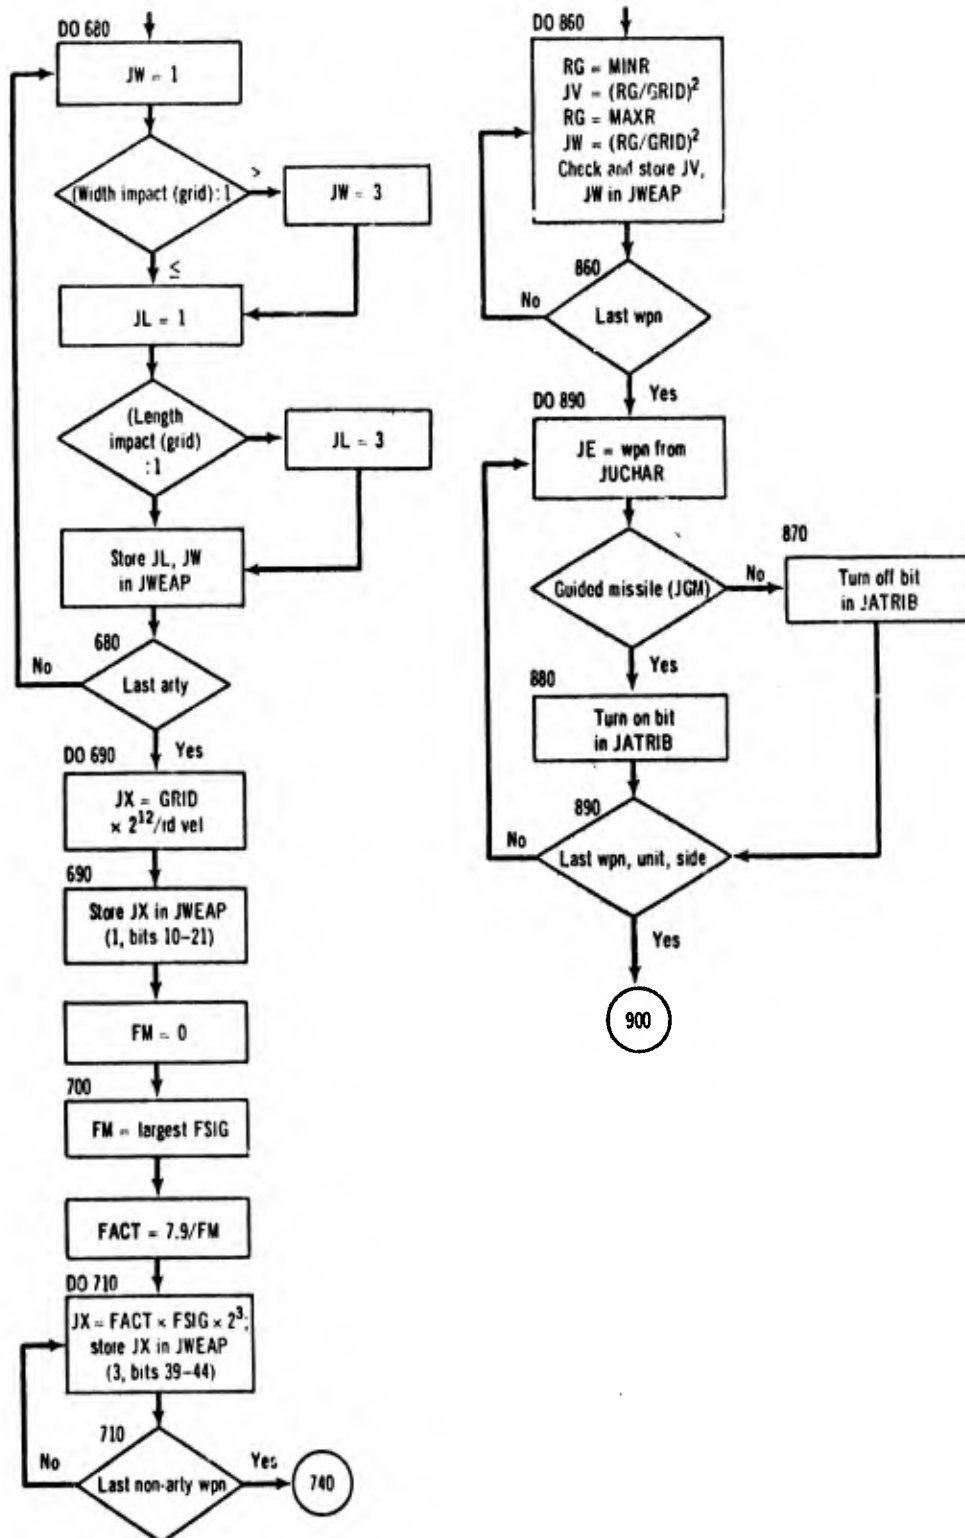 DO 680
JW = 1
(Width impact (grid) : 1
>
JW = 3
≤
JL = 1
(Length
impact (grid)
: 1
JL = 3
Store JL, JW
in JWEAP
680
No
Last arty
Yes
DO 690
JX = GRID
× 2^12/rd vel
690
Store JX in JWEAP
(1, bits 10–21)
FM = 0
700
FM = largest FSIG
FACT = 7.9/FM
DO 710
JX = FACT × FSIG × 2^3;
store JX in JWEAP
(3, bits 39–44)
710
No
Last non-arty wpn
Yes
740
DO 860
RG = MINR
JV = (RG/GRID)^2
RG = MAXR
JW = (RG/GRID)^2
Check and store JV,
JW in JWEAP
860
No
Last wpn
Yes
DO 890
JE = wpn from
JUCHAR
Guided missile (JGM)
No
870
Turn off bit
in JATRIB
Yes
880
Turn on bit
in JATRIB
890
No
Last wpn, unit, side
Yes
900